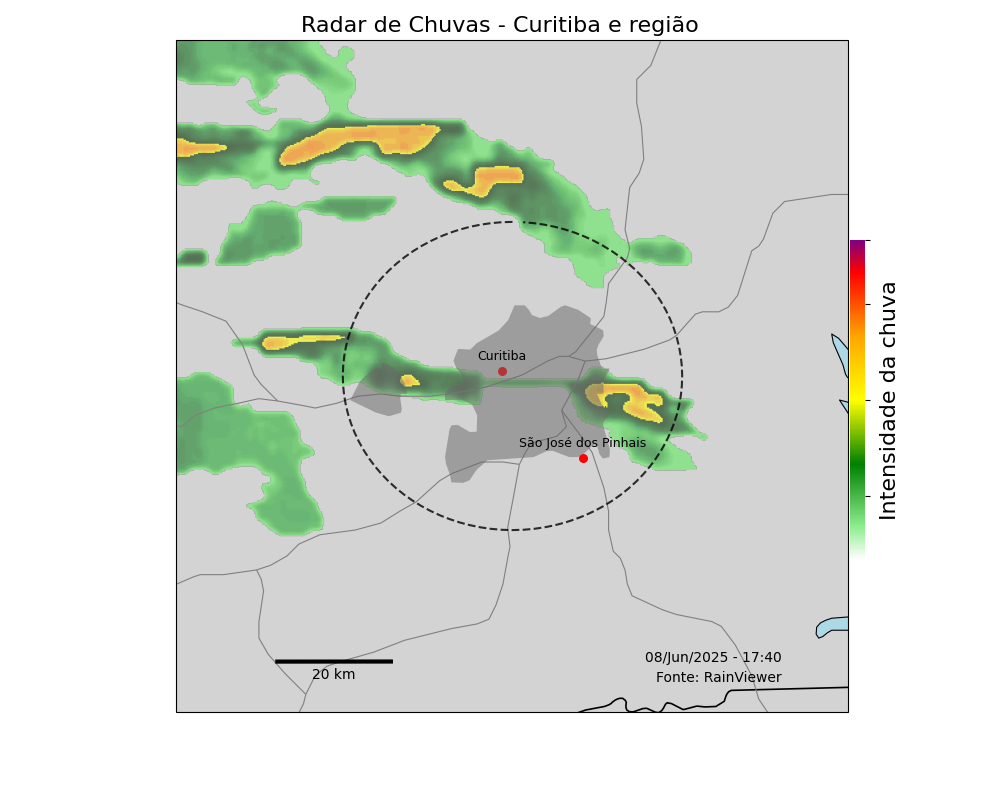 Radar de Chuvas - Curitiba e região
Curitiba
São José dos Pinhais
Intensidade da chuva
20 km
08/Jun/2025 - 17:40
Fonte: RainViewer